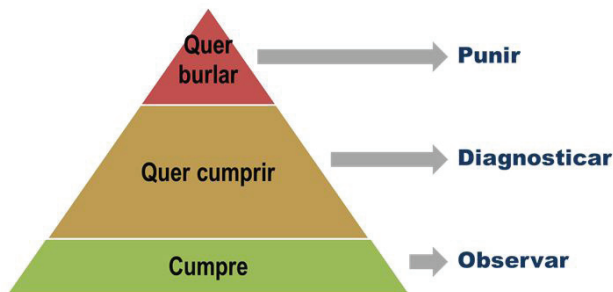 Quer
burlar
Punir
Quer cumprir
Diagnosticar
Cumpre
Observar